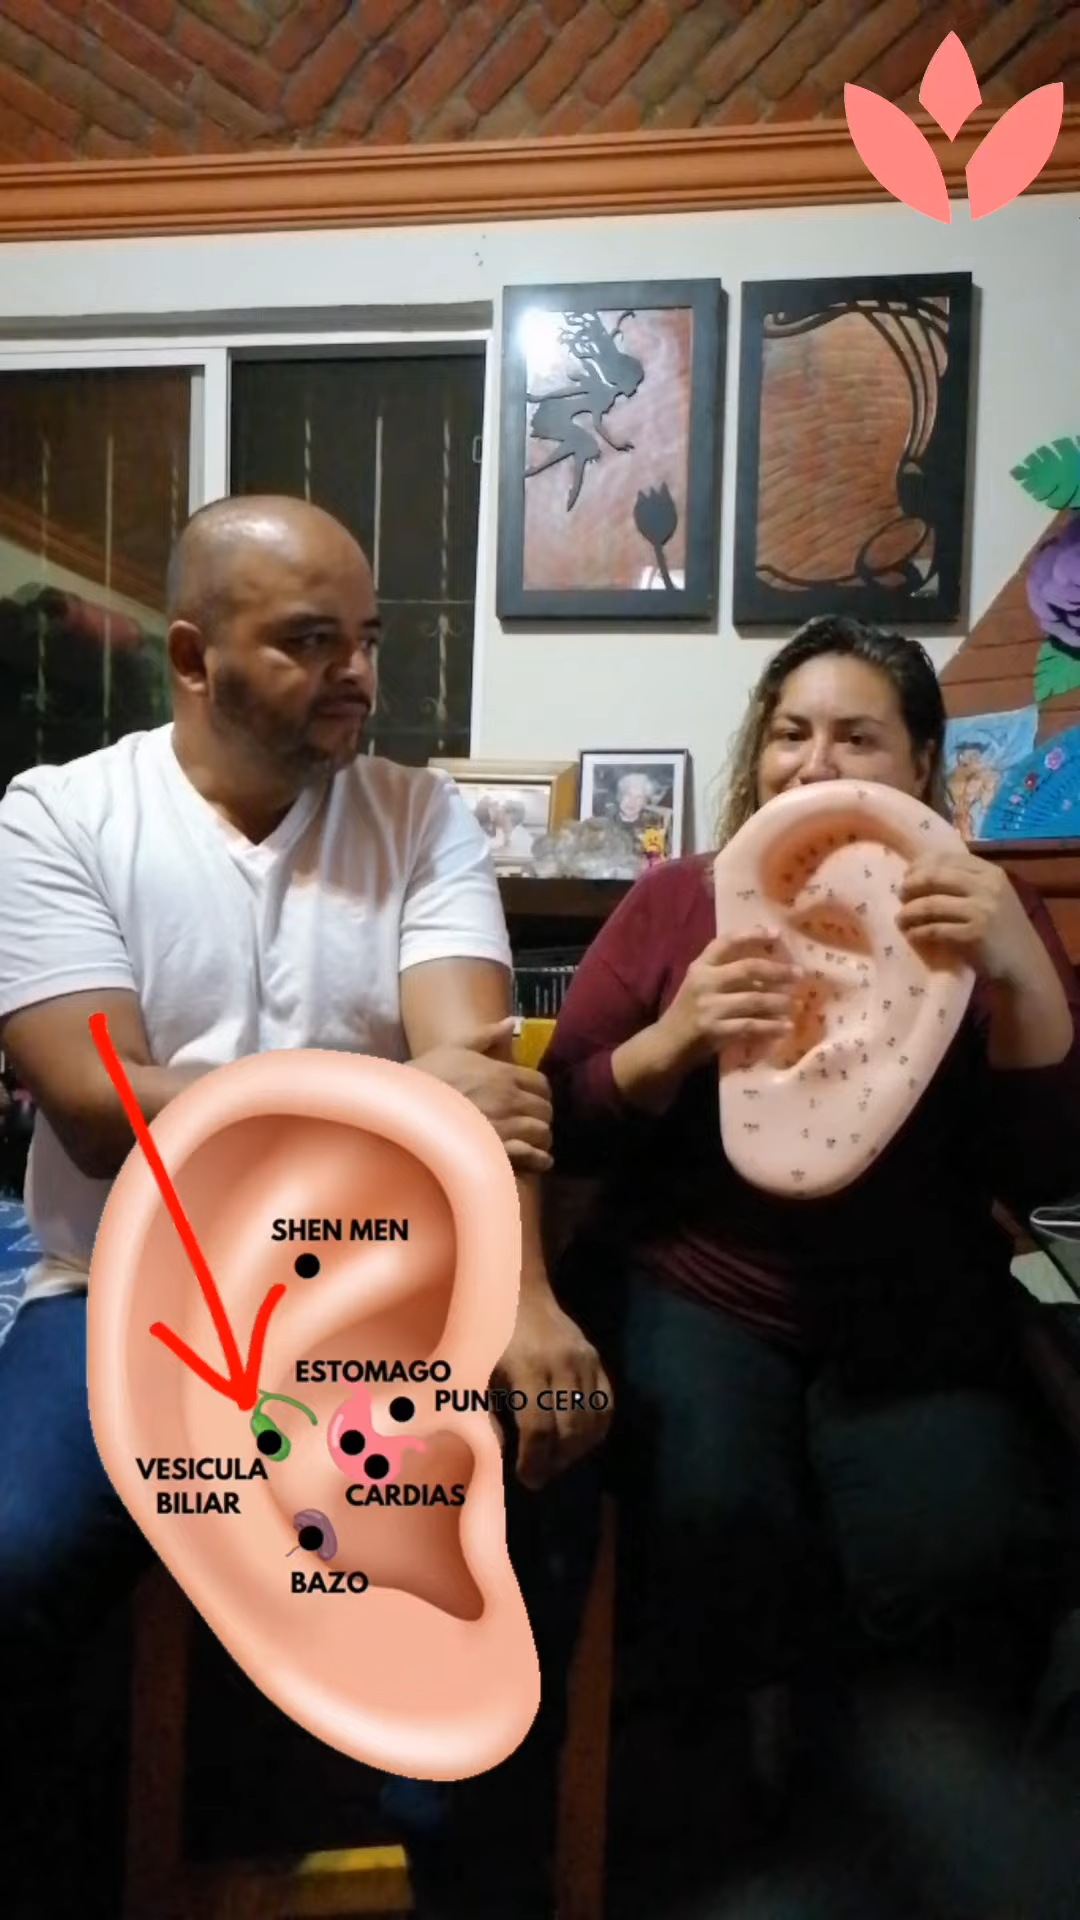 SHEN MEN
ESTOMAGO
PUNTO CERO
VESICULA
BILIAR
CARDIAS
BAZO